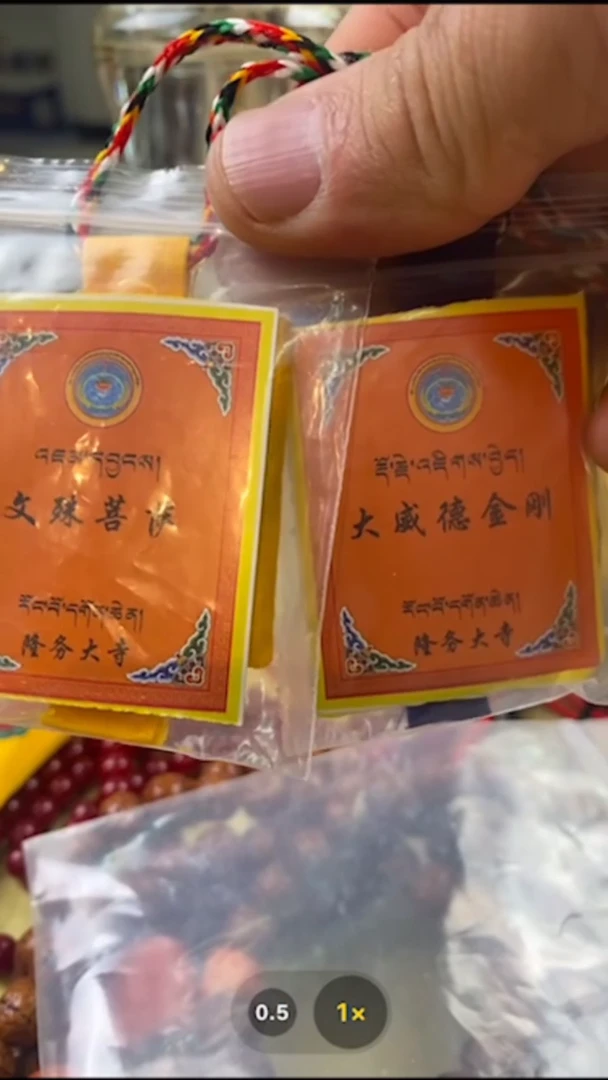 འཇམ་དབྱངས།
文殊菩萨
རོང་བོ་དགོན་ཆེན།
隆务大寺
རྡོ་རྗེ་འཇིགས་བྱེད།
大威德金刚
རོང་བོ་དགོན་ཆེན།
隆务大寺
0.5
1×